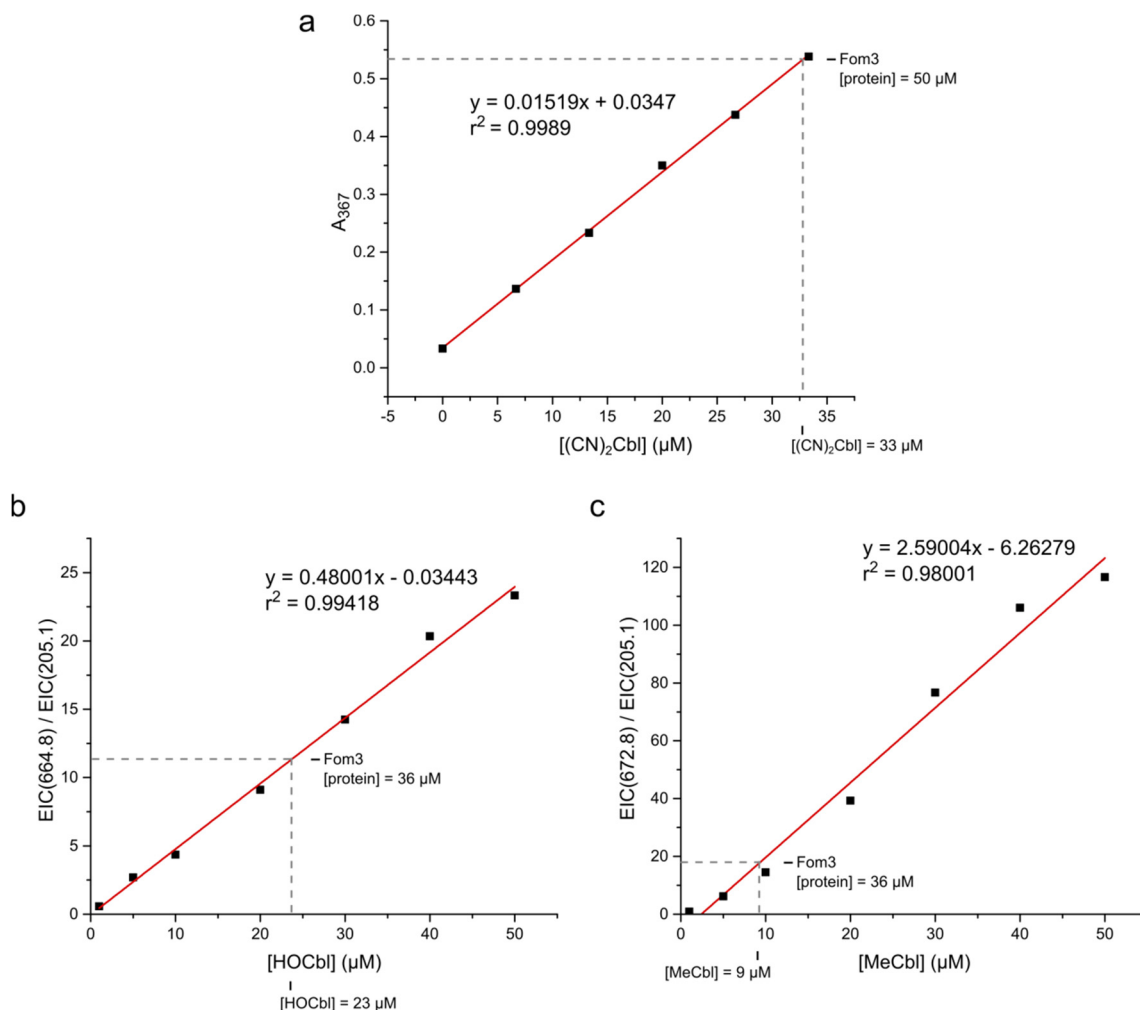 a
0.6
0.5
0.4
0.3
0.2
0.1
0.0
A367
y = 0.01519x + 0.0347
r2 = 0.9989
Fom3
[protein] = 50 µM
-5 0 5 10 15 20 25 30 35
[(CN)2Cbl] (µM)
[(CN)2Cbl] = 33 µM
b
25
20
15
10
5
0
EIC(664.8) / EIC(205.1)
y = 0.48001x - 0.03443
r2 = 0.99418
Fom3
[protein] = 36 µM
0 10 20 30 40 50
[HOCbl] (µM)
[HOCbl] = 23 µM
c
120
100
80
60
40
20
0
EIC(672.8) / EIC(205.1)
y = 2.59004x - 6.26279
r2 = 0.98001
Fom3
[protein] = 36 µM
0 10 20 30 40 50
[MeCbl] = 9 µM
[MeCbl] (µM)